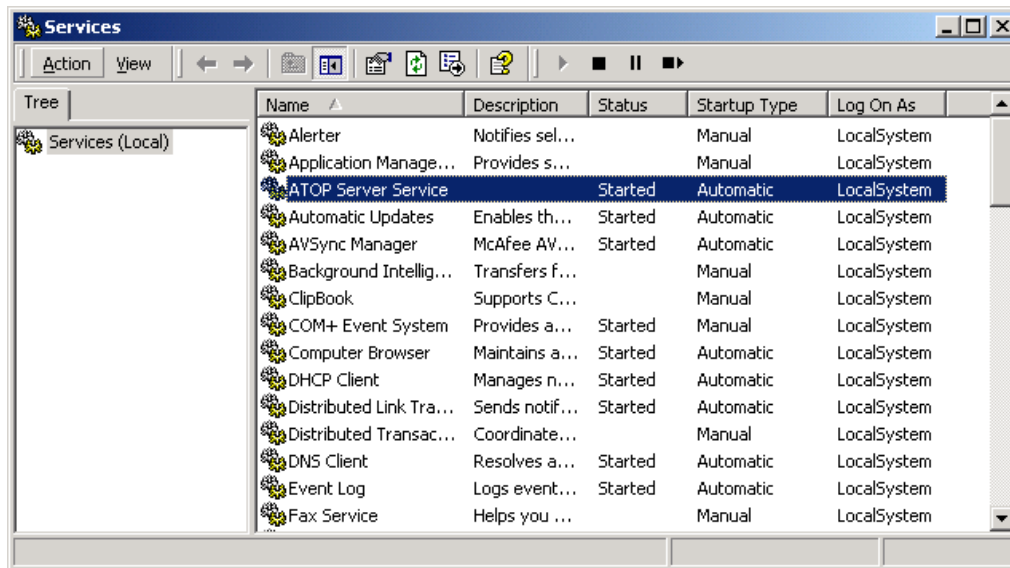 Services
Action View
Tree
Name Description Status Startup Type Log On As
Services (Local)
Alerter Notifies sel... Manual LocalSystem
Application Manage... Provides s... Manual LocalSystem
ATOP Server Service Started Automatic LocalSystem
Automatic Updates Enables th... Started Automatic LocalSystem
AVSync Manager McAfee AV... Started Automatic LocalSystem
Background Intellig... Transfers f... Manual LocalSystem
ClipBook Supports C... Manual LocalSystem
COM+ Event System Provides a... Started Manual LocalSystem
Computer Browser Maintains a... Started Automatic LocalSystem
DHCP Client Manages n... Started Automatic LocalSystem
Distributed Link Tra... Sends notif... Started Automatic LocalSystem
Distributed Transac... Coordinate... Manual LocalSystem
DNS Client Resolves a... Started Automatic LocalSystem
Event Log Logs event... Started Automatic LocalSystem
Fax Service Helps you ... Manual LocalSystem